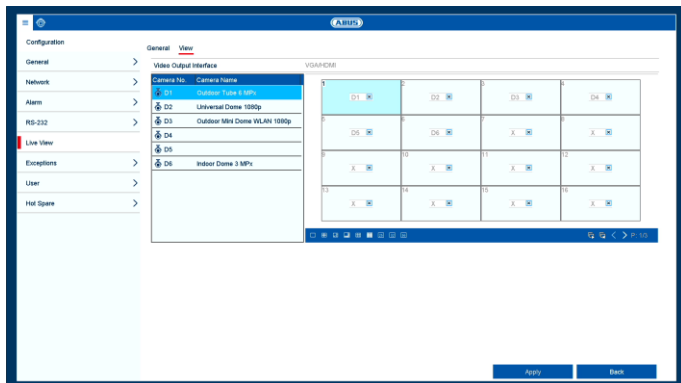 ABUS
Configuration
General View
General
Video Output Interface VGA/HDMI
Network
Alarm
RS-232
Live View
Exceptions
User
Hot Spare
Camera No. Camera Name
D1 Outdoor Tube 6 MPx
D2 Universal Dome 1080p
D3 Outdoor Mini Dome WLAN 1080p
D4
D5
D6 Indoor Dome 3 MPx
1 2 3 4
D1 D2 D3 D4
5 6 7 8
D5 D6 X X
9 10 11 12
X X X X
13 14 15 16
X X X X
P: 1/3
Apply Back